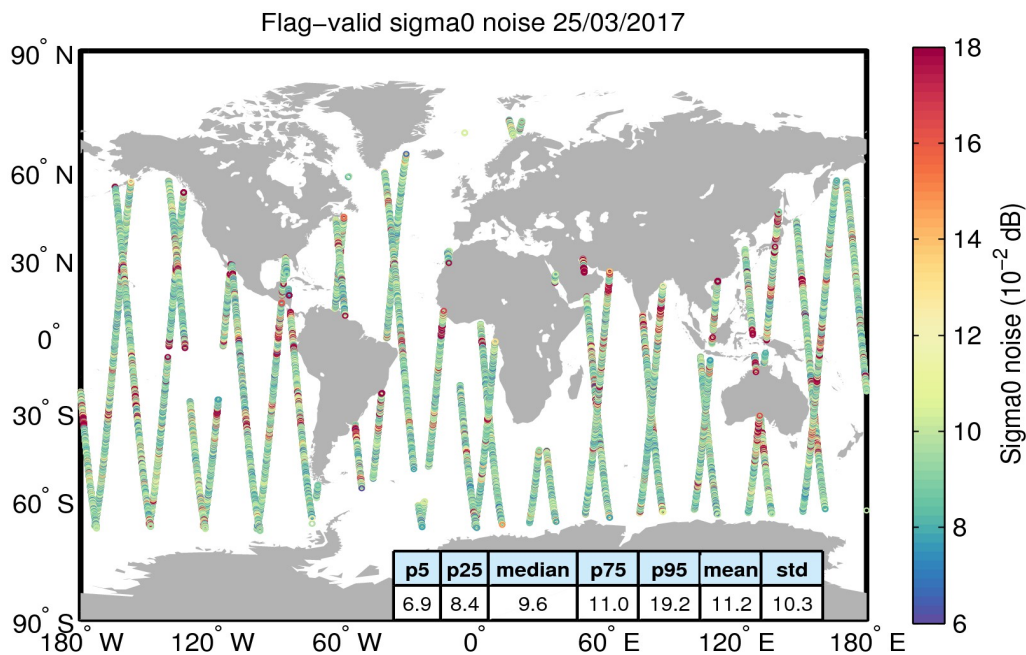 Flag−valid sigma0 noise 25/03/2017
90° N
60° N
30° N
0°
30° S
60° S
90° S
180° W
120° W
60° W
0°
60° E
120° E
180° E
p5 p25 median p75 p95 mean std
6.9 8.4 9.6 11.0 19.2 11.2 10.3
18
16
14
12
10
8
6
Sigma0 noise (10⁻² dB)